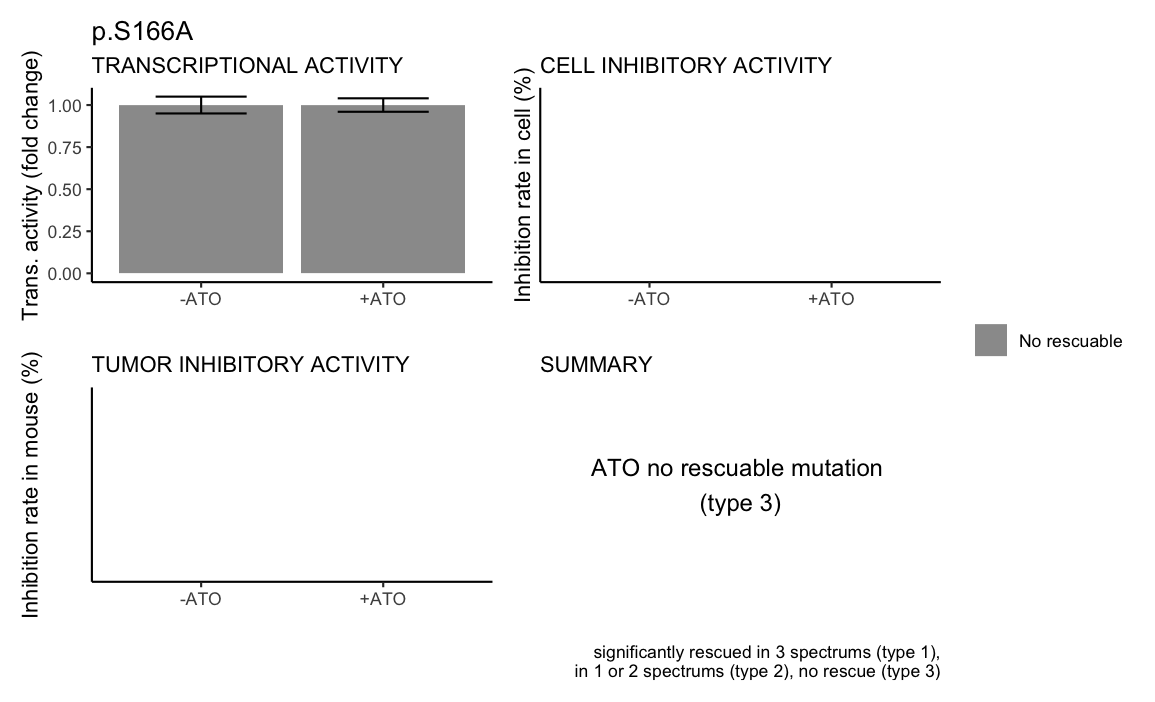 p.S166A
TRANSCRIPTIONAL ACTIVITY
Trans. activity (fold change)
1.00
0.75
0.50
0.25
0.00
-ATO
+ATO
CELL INHIBITORY ACTIVITY
Inhibition rate in cell (%)
-ATO
+ATO
No rescuable
TUMOR INHIBITORY ACTIVITY
Inhibition rate in mouse (%)
-ATO
+ATO
SUMMARY
ATO no rescuable mutation
(type 3)
significantly rescued in 3 spectrums (type 1),
in 1 or 2 spectrums (type 2), no rescue (type 3)